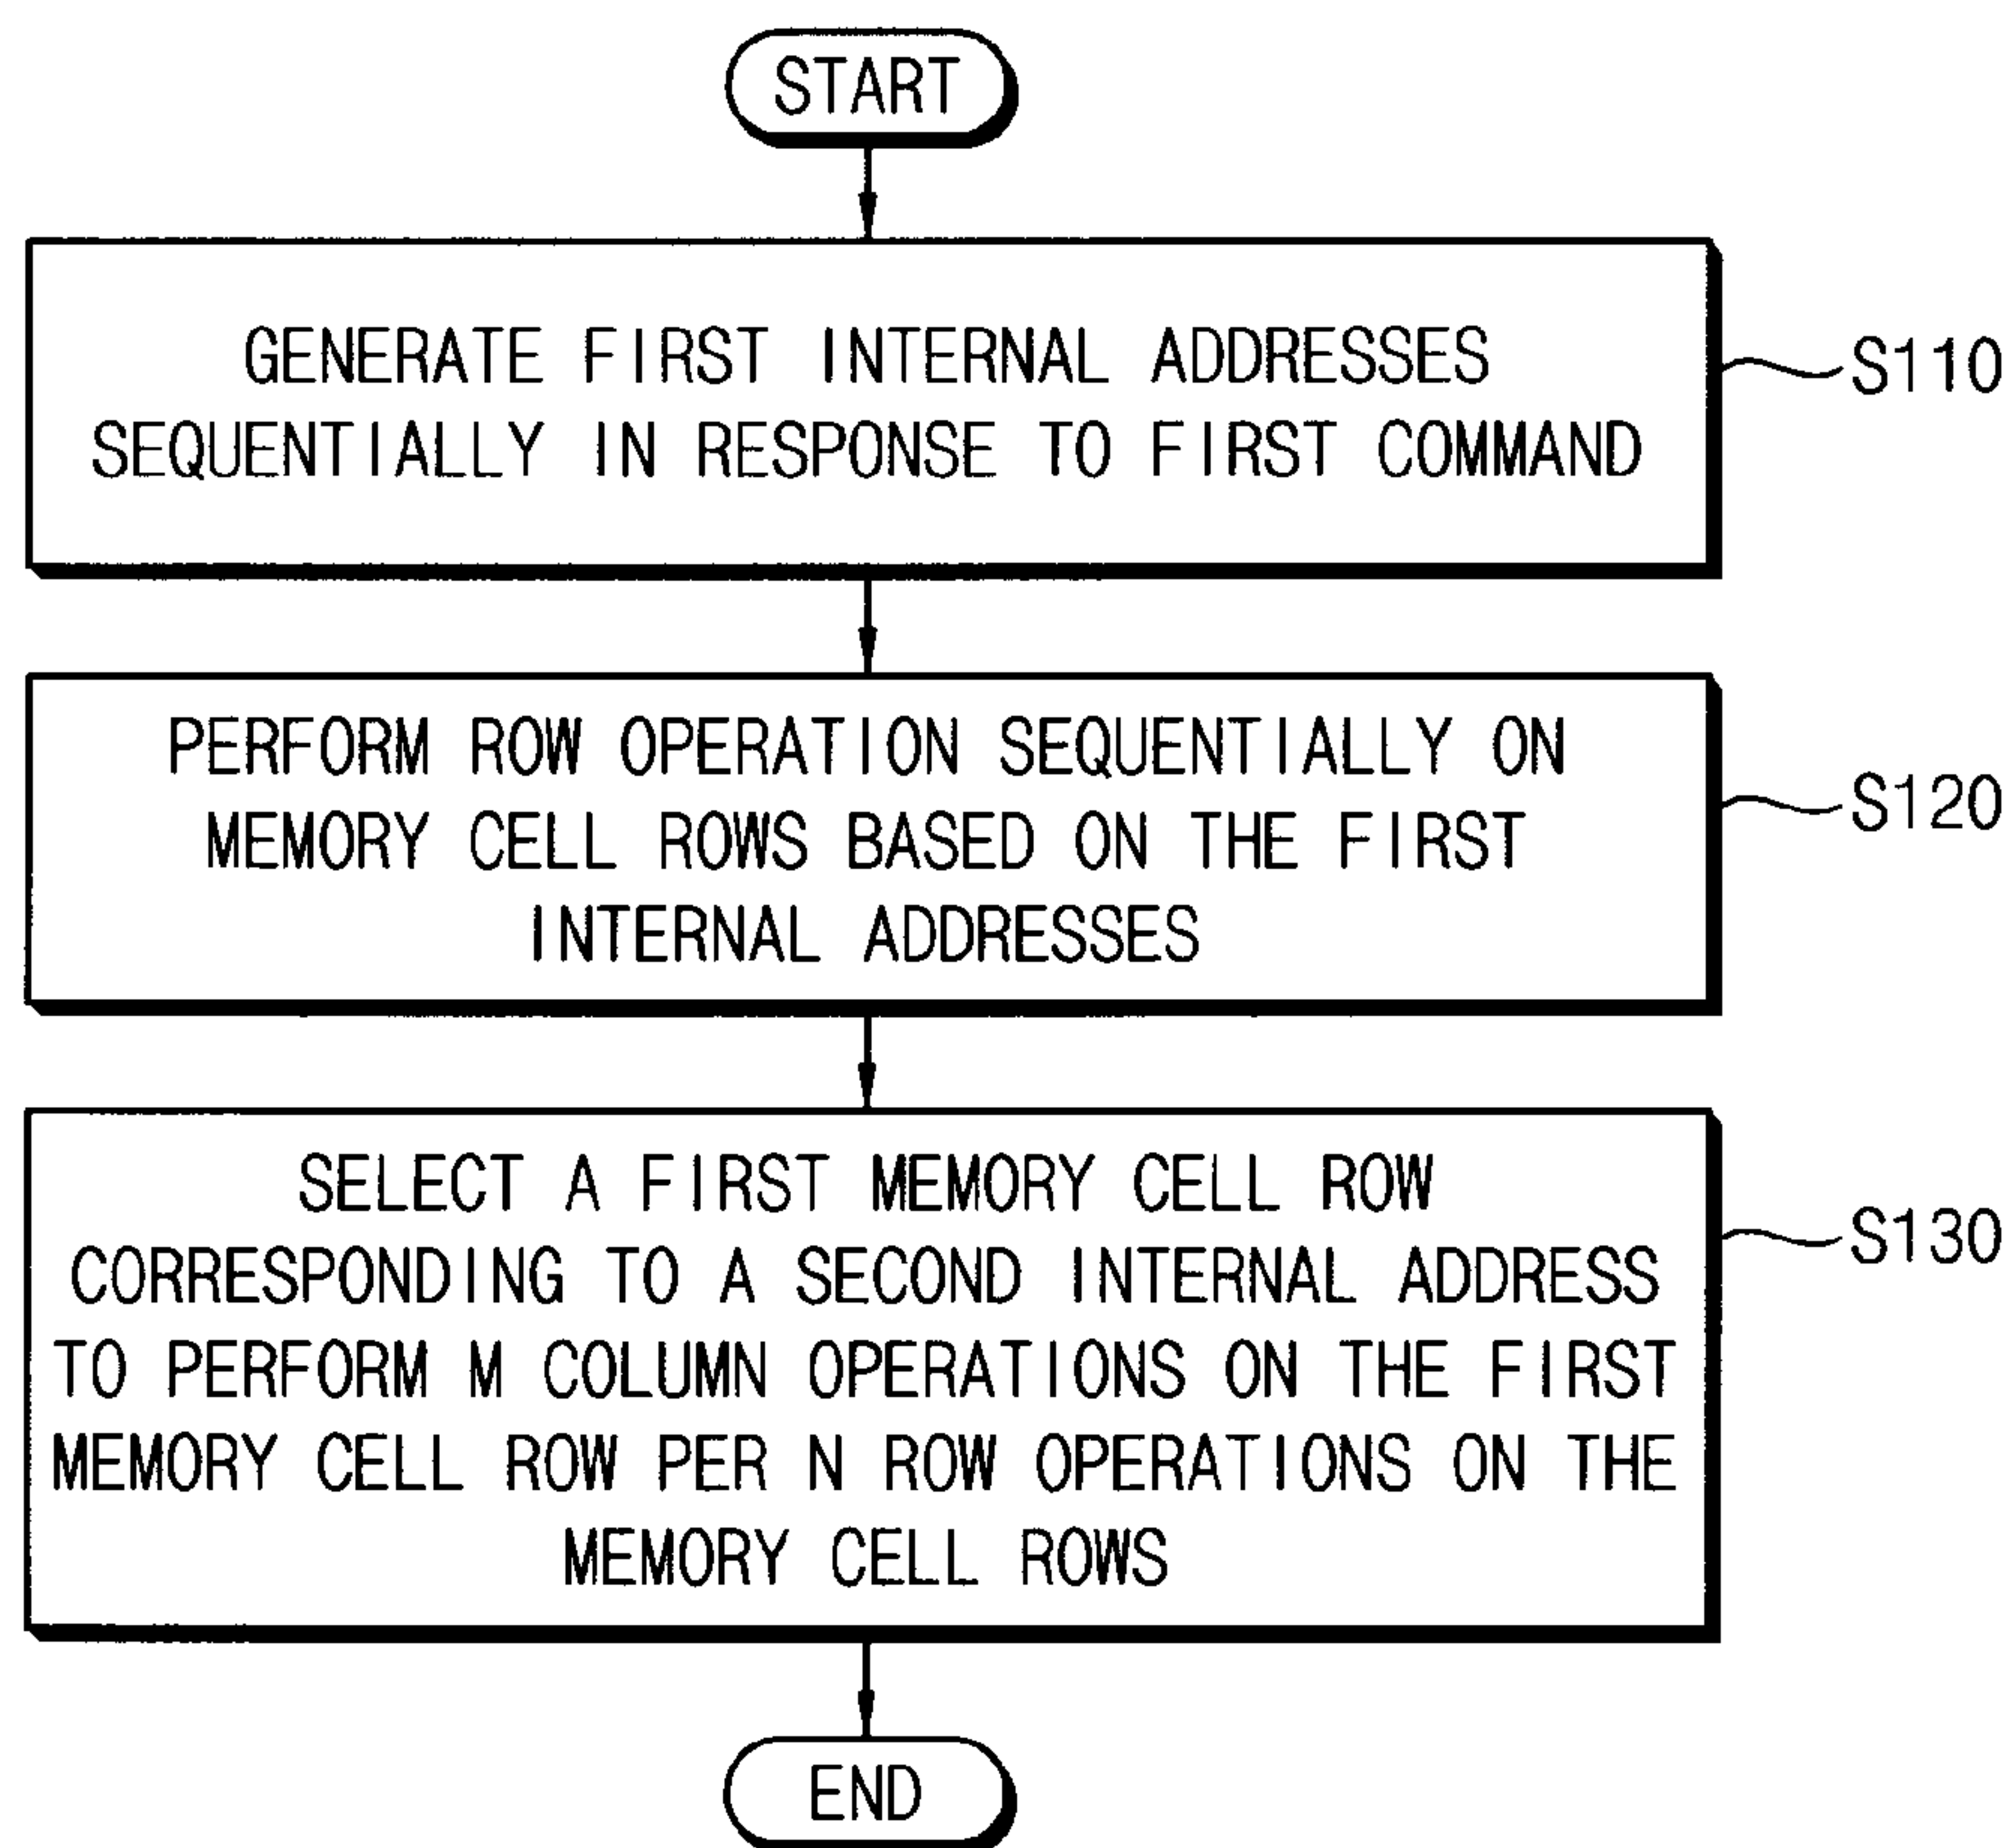 START
GENERATE FIRST INTERNAL ADDRESSES
SEQUENTIALLY IN RESPONSE TO FIRST COMMAND
S110
PERFORM ROW OPERATION SEQUENTIALLY ON
MEMORY CELL ROWS BASED ON THE FIRST
INTERNAL ADDRESSES
S120
SELECT A FIRST MEMORY CELL ROW
CORRESPONDING TO A SECOND INTERNAL ADDRESS
TO PERFORM M COLUMN OPERATIONS ON THE FIRST
MEMORY CELL ROW PER N ROW OPERATIONS ON THE
MEMORY CELL ROWS
S130
END